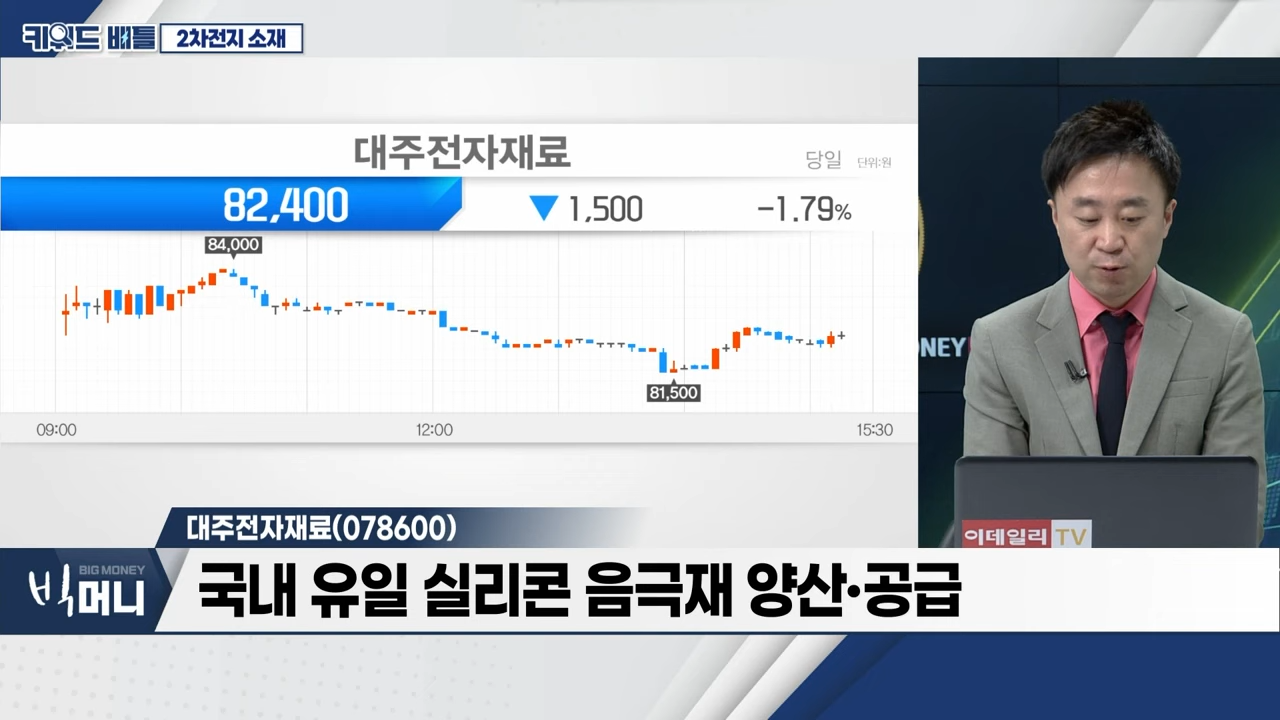 키워드 배틀 2차전지 소재
대주전자재료
당일 단위:원
82,400 ▼ 1,500 -1.79%
84,000
81,500
09:00 12:00 15:30
NEY
이데일리 TV
대주전자재료(078600)
BIG MONEY
빅머니
국내 유일 실리콘 음극재 양산·공급